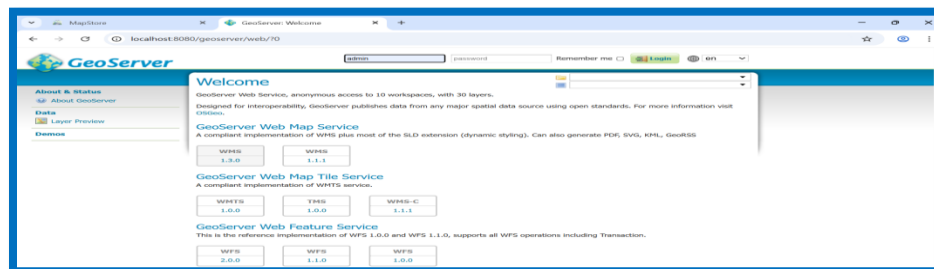 MapStore
GeoServer: Welcome
localhost:8080/geoserver/web/?0
GeoServer
admin
password
Remember me
Login
en
About & Status
About GeoServer
Data
Layer Preview
Demos
Welcome
GeoServer Web Service, anonymous access to 10 workspaces, with 30 layers.
Designed for interoperability, GeoServer publishes data from any major spatial data source using open standards. For more information visit
OSGeo.
GeoServer Web Map Service
A compliant implementation of WMS plus most of the SLD extension (dynamic styling). Can also generate PDF, SVG, KML, GeoRSS
WMS WMS
1.3.0 1.1.1
GeoServer Web Map Tile Service
A compliant implementation of WMTS service.
WMTS TMS WMS-C
1.0.0 1.0.0 1.1.1
GeoServer Web Feature Service
This is the reference implementation of WFS 1.0.0 and WFS 1.1.0, supports all WFS operations including Transaction.
WFS WFS WFS
2.0.0 1.1.0 1.0.0